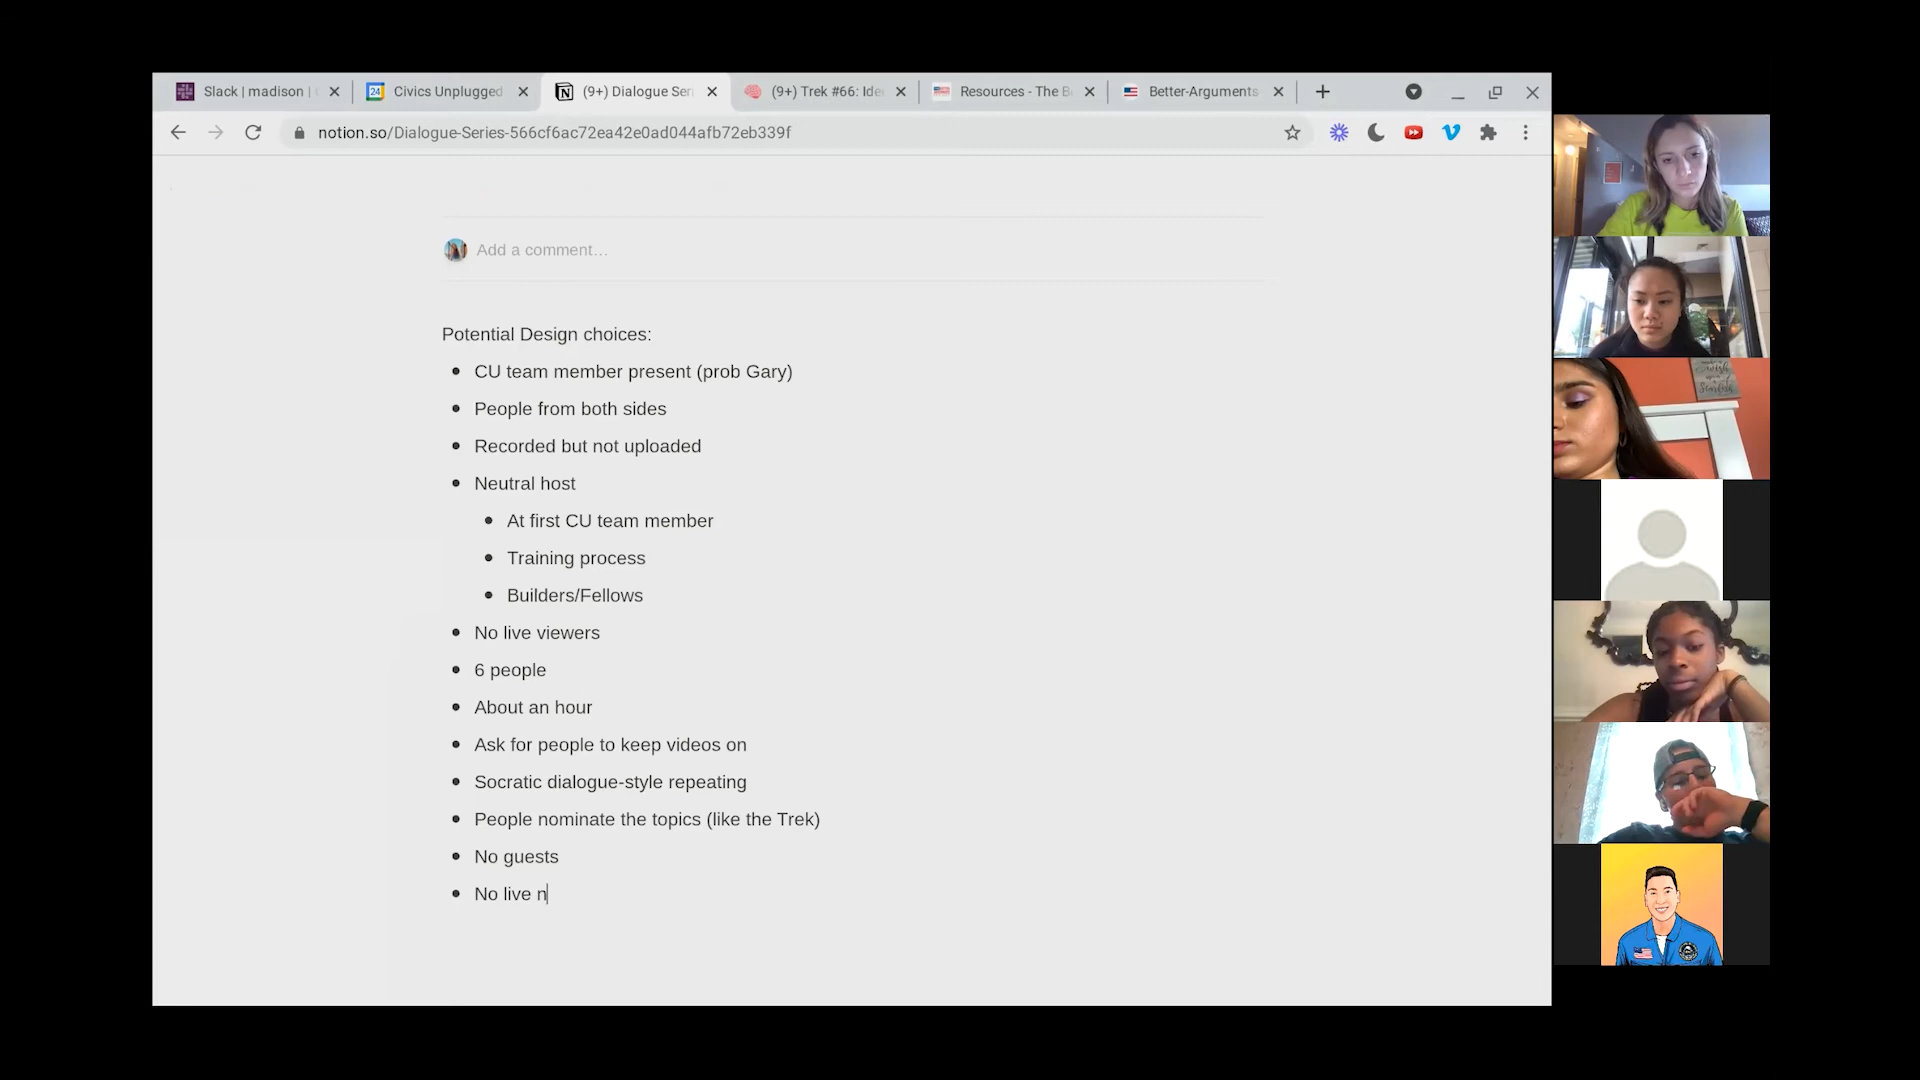 Slack | madison |
Civics Unplugged
(9+) Dialogue Ser
(9+) Trek #66: Ide
Resources - The B
Better-Arguments-
notion.so/Dialogue-Series-566cf6ac72ea42e0ad044afb72eb339f
Add a comment…
Potential Design choices:
CU team member present (prob Gary)
People from both sides
Recorded but not uploaded
Neutral host
At first CU team member
Training process
Builders/Fellows
No live viewers
6 people
About an hour
Ask for people to keep videos on
Socratic dialogue-style repeating
People nominate the topics (like the Trek)
No guests
No live n
24
wish
Starfish